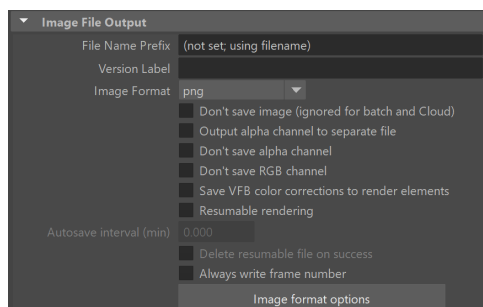 Image File Output
File Name Prefix (not set; using filename)
Version Label
Image Format png
Don't save image (ignored for batch and Cloud)
Output alpha channel to separate file
Don't save alpha channel
Don't save RGB channel
Save VFB color corrections to render elements
Resumable rendering
Autosave interval (min) 0.000
Delete resumable file on success
Always write frame number
Image format options